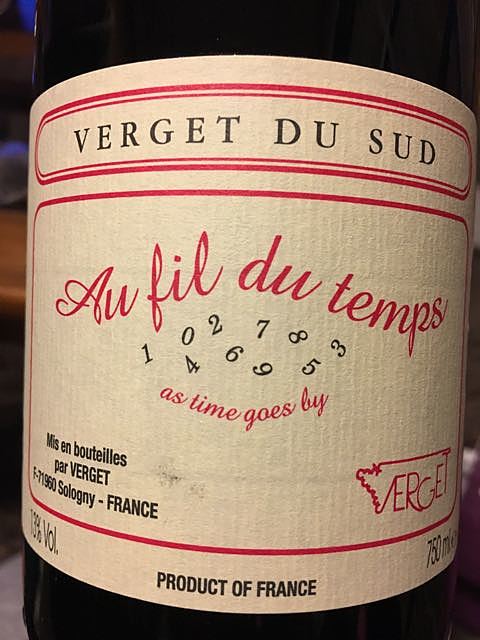 VERGET DU SUD
Au fil du temps
1 0 2 7 8 3
4 6 9 5
as time goes by
Mis en bouteilles
par VERGET
F-71960 Sologny - FRANCE
VERGET
13% Vol.
750 ml
PRODUCT OF FRANCE